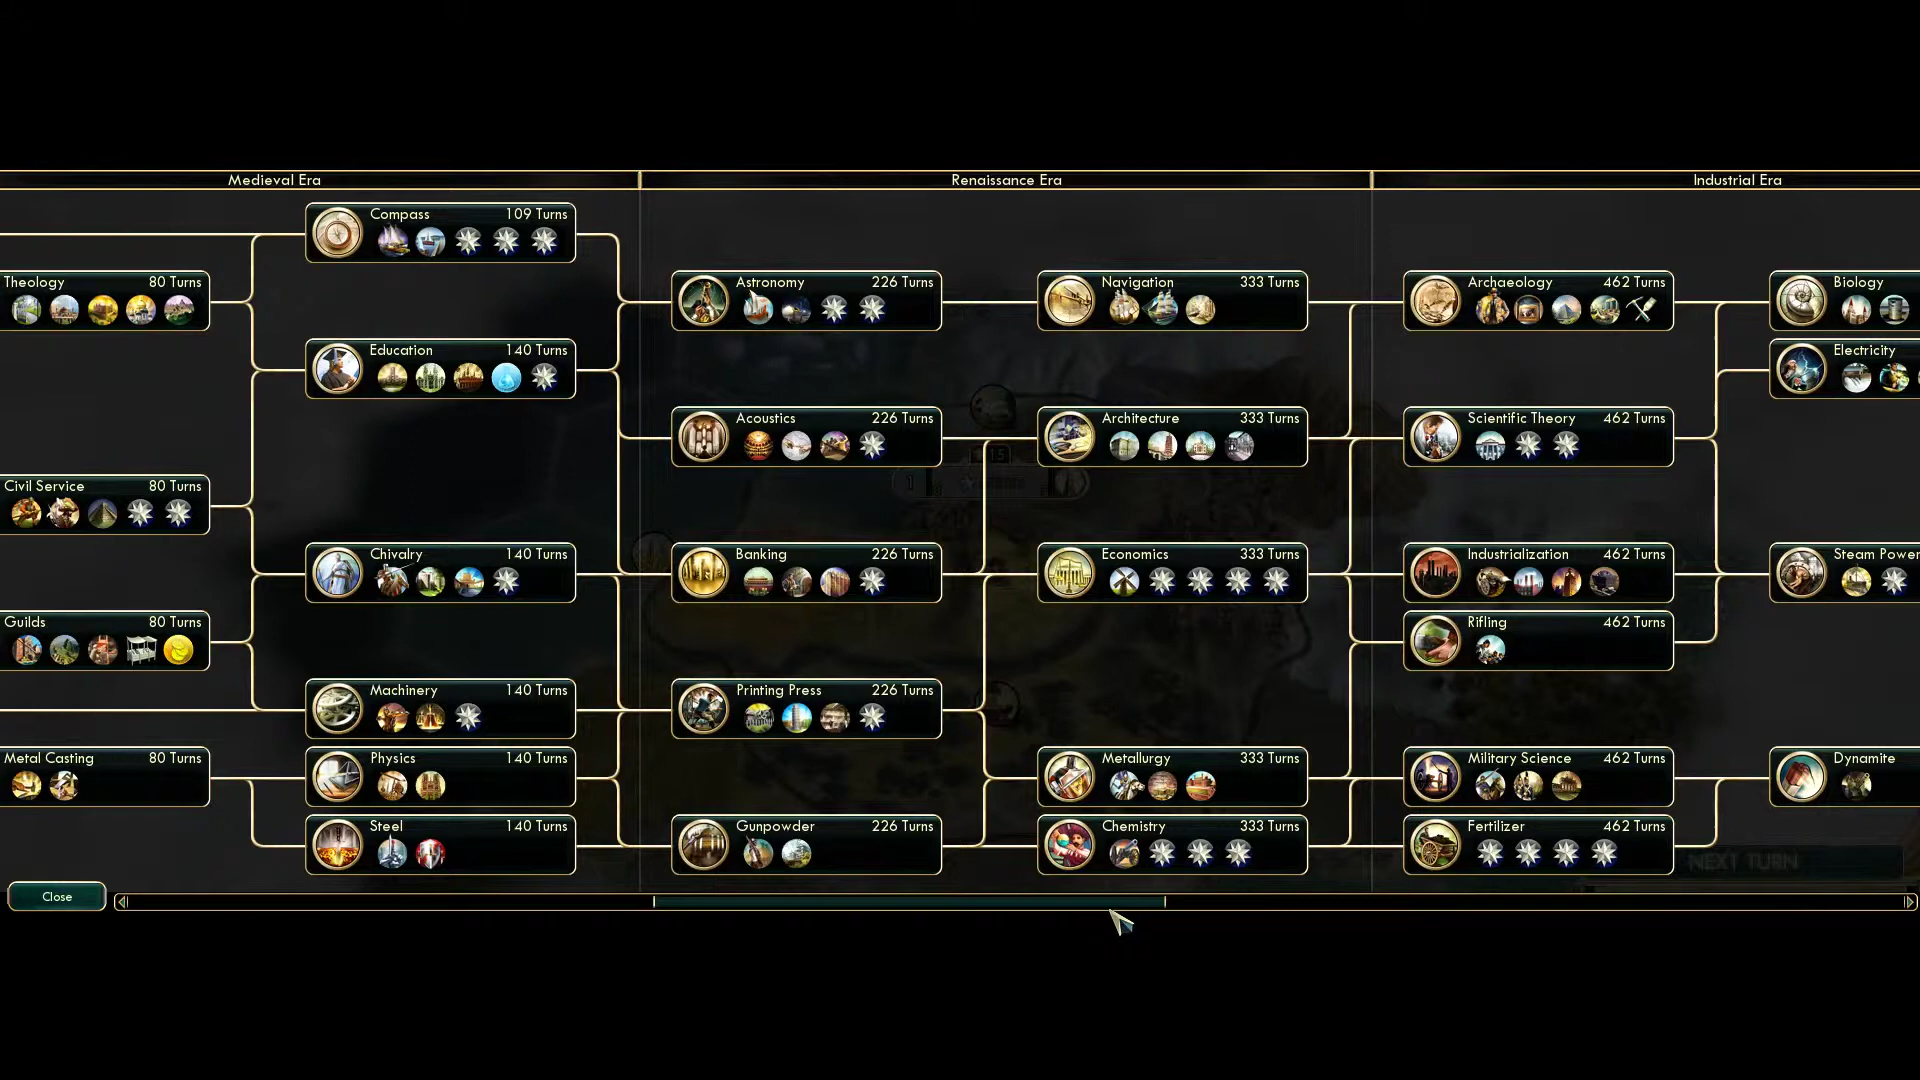 Medieval Era
Renaissance Era
Industrial Era
Compass 109 Turns
Theology 80 Turns
Astronomy 226 Turns
Navigation 333 Turns
Archaeology 462 Turns
Biology
Education 140 Turns
Electricity
Acoustics 226 Turns
Architecture 333 Turns
Scientific Theory 462 Turns
Civil Service 80 Turns
Chivalry 140 Turns
Banking 226 Turns
Economics 333 Turns
Industrialization 462 Turns
Steam Power
Guilds 80 Turns
Rifling 462 Turns
Machinery 140 Turns
Printing Press 226 Turns
Metal Casting 80 Turns
Physics 140 Turns
Metallurgy 333 Turns
Military Science 462 Turns
Dynamite
Steel 140 Turns
Gunpowder 226 Turns
Chemistry 333 Turns
Fertilizer 462 Turns
NEXT TURN
Close